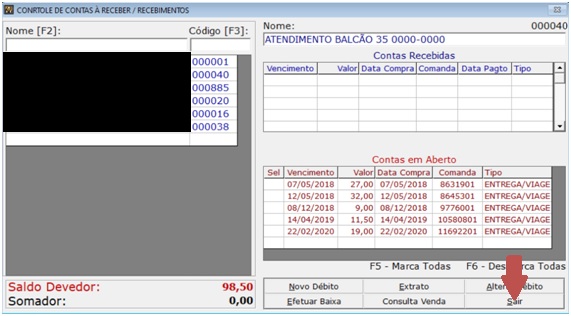 CONRTOLE DE CONTAS À RECEBER / RECEBIMENTOS
Nome [F2]: Código [F3]:
000001
000040
000885
000020
000016
000038
Saldo Devedor: 98,50
Somador: 0,00
Nome: 000040
ATENDIMENTO BALCÃO 35 0000-0000
Contas Recebidas
Vencimento Valor Data Compra Comanda Data Pagto Tipo
Contas em Aberto
Sel Vencimento Valor Data Compra Comanda Tipo
07/05/2018 27,00 07/05/2018 8631901 ENTREGA/VIAGE
12/05/2018 32,00 12/05/2018 8645301 ENTREGA/VIAGE
08/12/2018 9,00 08/12/2018 9776001 ENTREGA/VIAGE
14/04/2019 11,50 14/04/2019 10580801 ENTREGA/VIAGE
22/02/2020 19,00 22/02/2020 11692201 ENTREGA/VIAGE
F5 - Marca Todas F6 - Des arca Todas
Novo Débito Extrato Alter ébito
Efetuar Baixa Consulta Venda Sair